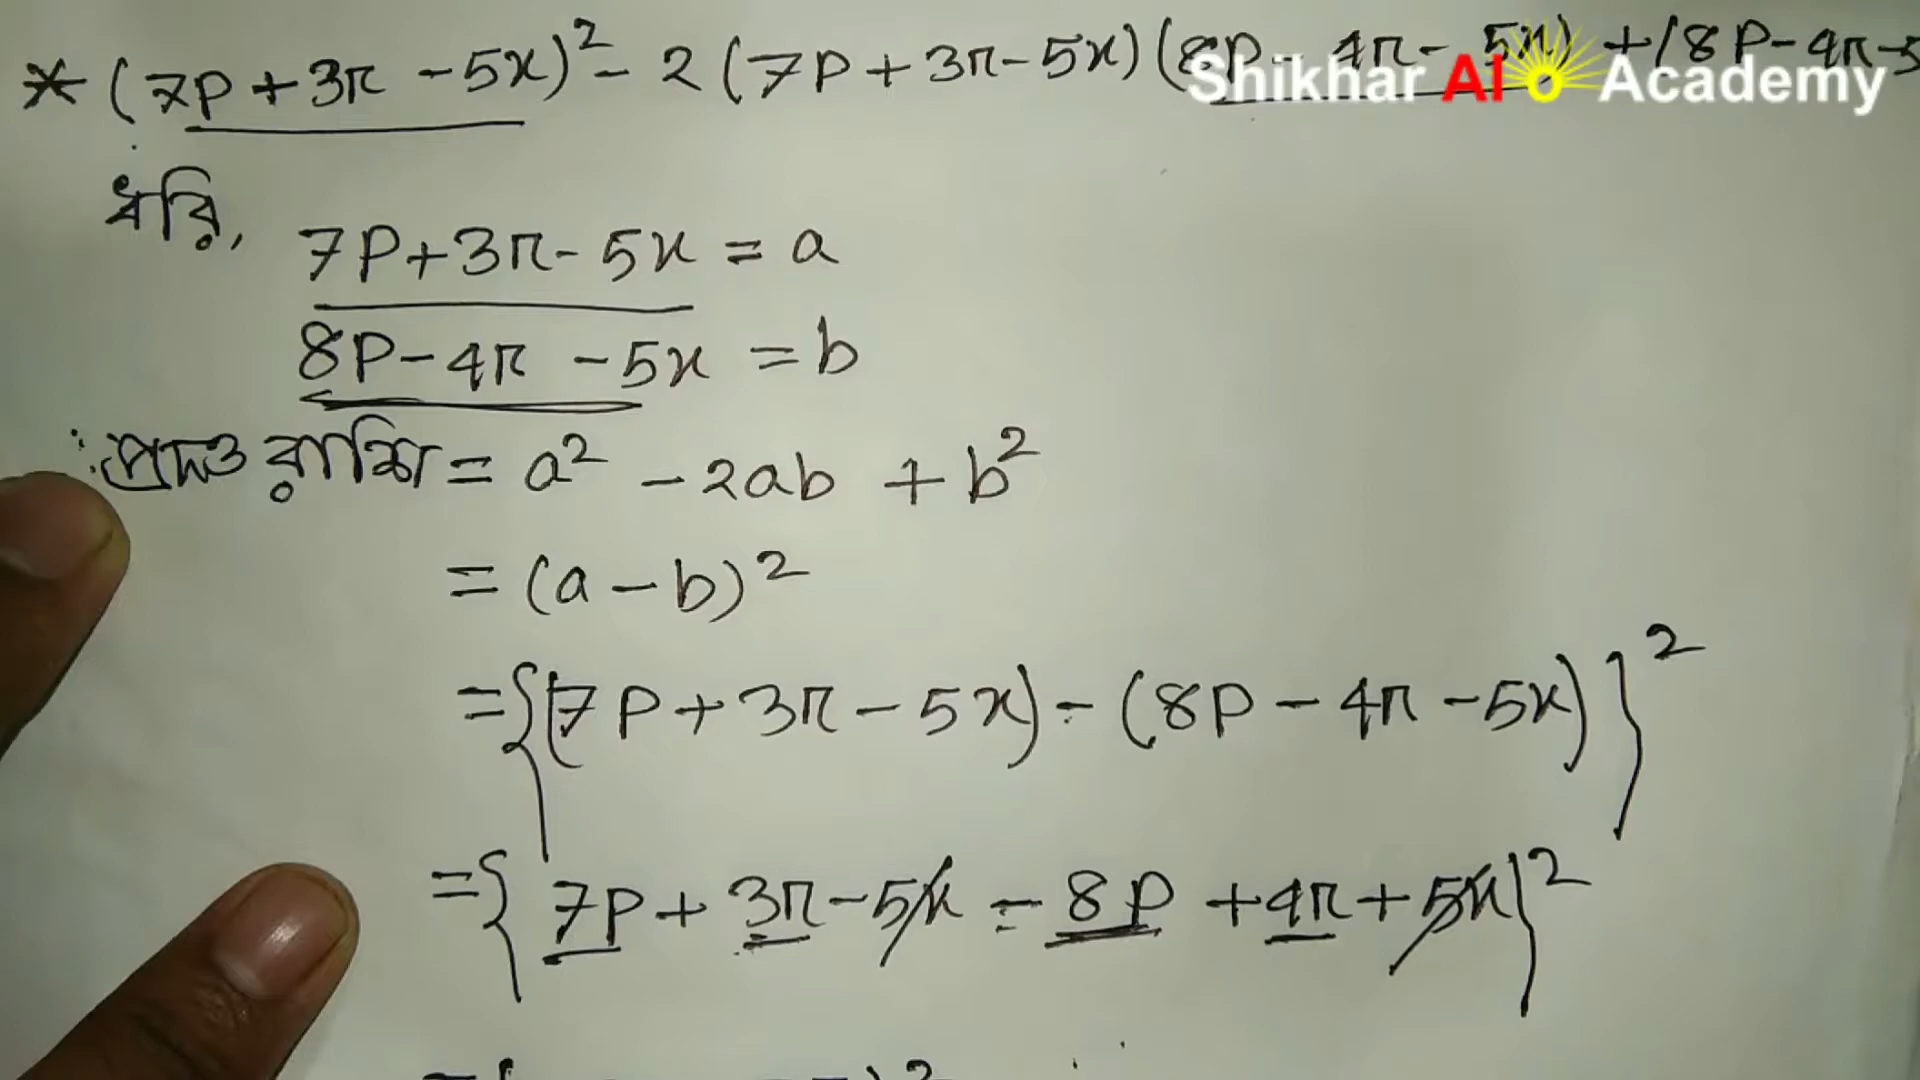 * (7p + 3r - 5x)² - 2 (7p + 3r - 5x) (8p - 4r - 5x) + (8p - 4r - 5
Shikhar Alo Academy
ধরি,
7p + 3r - 5x = a
8p - 4r - 5x = b
∴ প্রদত্ত রাশি = a² - 2ab + b²
= (a - b)²
= {(7p + 3r - 5x) - (8p - 4r - 5x)}²
= {7p + 3r - 5x - 8p + 4r + 5x}²